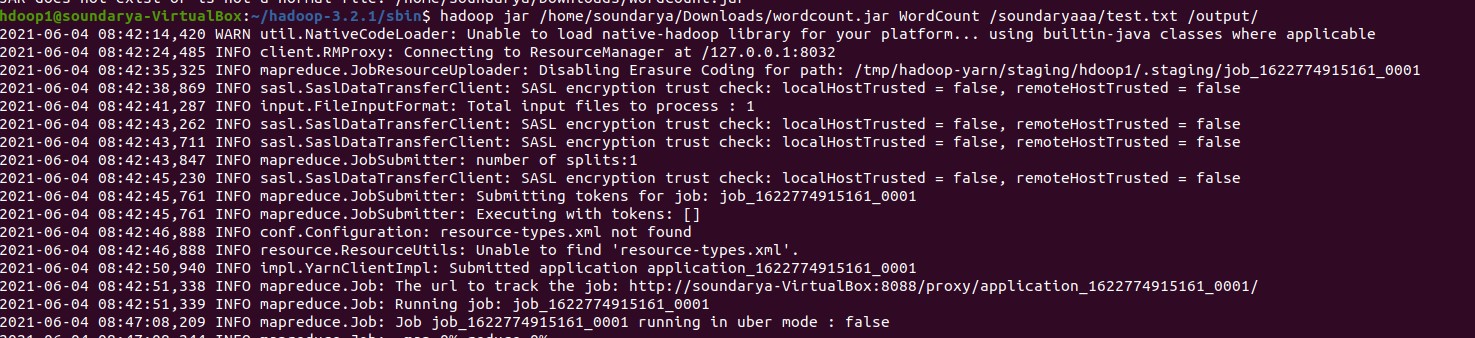 JAR does not exist or is not a normal file: /home/soundarya/Downloads/wordcount.jar
hdoop1@soundarya-VirtualBox:~/hadoop-3.2.1/sbin$ hadoop jar /home/soundarya/Downloads/wordcount.jar WordCount /soundaryaaa/test.txt /output/
2021-06-04 08:42:14,420 WARN util.NativeCodeLoader: Unable to load native-hadoop library for your platform... using builtin-java classes where applicable
2021-06-04 08:42:24,485 INFO client.RMProxy: Connecting to ResourceManager at /127.0.0.1:8032
2021-06-04 08:42:35,325 INFO mapreduce.JobResourceUploader: Disabling Erasure Coding for path: /tmp/hadoop-yarn/staging/hdoop1/.staging/job_1622774915161_0001
2021-06-04 08:42:38,869 INFO sasl.SaslDataTransferClient: SASL encryption trust check: localHostTrusted = false, remoteHostTrusted = false
2021-06-04 08:42:41,287 INFO input.FileInputFormat: Total input files to process : 1
2021-06-04 08:42:43,262 INFO sasl.SaslDataTransferClient: SASL encryption trust check: localHostTrusted = false, remoteHostTrusted = false
2021-06-04 08:42:43,711 INFO sasl.SaslDataTransferClient: SASL encryption trust check: localHostTrusted = false, remoteHostTrusted = false
2021-06-04 08:42:43,847 INFO mapreduce.JobSubmitter: number of splits:1
2021-06-04 08:42:45,230 INFO sasl.SaslDataTransferClient: SASL encryption trust check: localHostTrusted = false, remoteHostTrusted = false
2021-06-04 08:42:45,761 INFO mapreduce.JobSubmitter: Submitting tokens for job: job_1622774915161_0001
2021-06-04 08:42:45,761 INFO mapreduce.JobSubmitter: Executing with tokens: []
2021-06-04 08:42:46,888 INFO conf.Configuration: resource-types.xml not found
2021-06-04 08:42:46,888 INFO resource.ResourceUtils: Unable to find 'resource-types.xml'.
2021-06-04 08:42:50,940 INFO impl.YarnClientImpl: Submitted application application_1622774915161_0001
2021-06-04 08:42:51,338 INFO mapreduce.Job: The url to track the job: http://soundarya-VirtualBox:8088/proxy/application_1622774915161_0001/
2021-06-04 08:42:51,339 INFO mapreduce.Job: Running job: job_1622774915161_0001
2021-06-04 08:47:08,209 INFO mapreduce.Job: Job job_1622774915161_0001 running in uber mode : false
2021-06-04 08:47:08,244 INFO mapreduce.Job:  map 0% reduce 0%